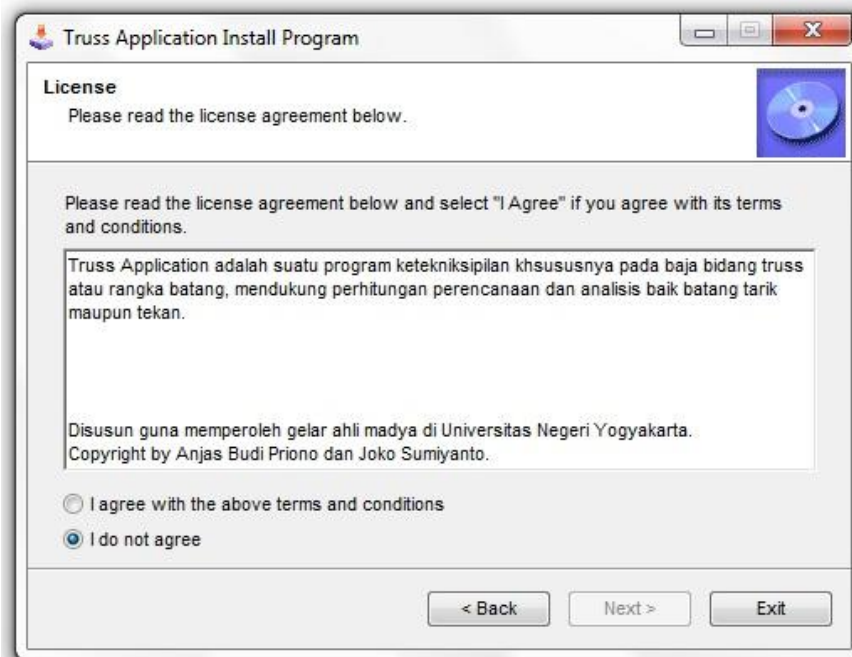 Truss Application Install Program
License
Please read the license agreement below.
Please read the license agreement below and select "I Agree" if you agree with its terms
and conditions.
Truss Application adalah suatu program ketekniksipilan khsususnya pada baja bidang truss
atau rangka batang, mendukung perhitungan perencanaan dan analisis baik batang tarik
maupun tekan.
Disusun guna memperoleh gelar ahli madya di Universitas Negeri Yogyakarta.
Copyright by Anjas Budi Priono dan Joko Sumiyanto.
I agree with the above terms and conditions
I do not agree
< Back Next > Exit